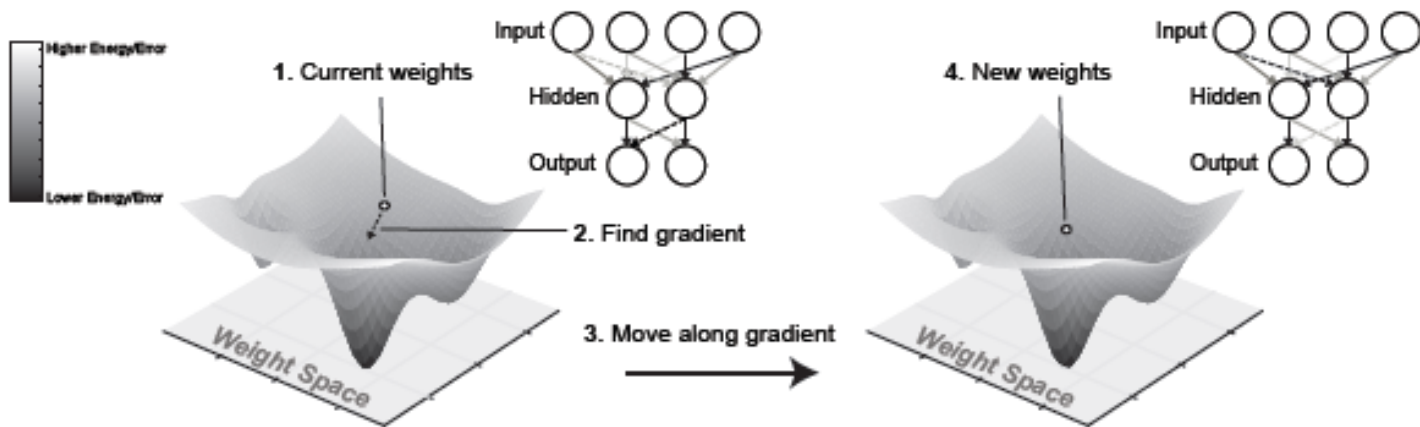 Higher Energy/Error
Lower Energy/Error
1. Current weights
Input
Hidden
Output
2. Find gradient
Weight Space
3. Move along gradient
4. New weights
Input
Hidden
Output
Weight Space